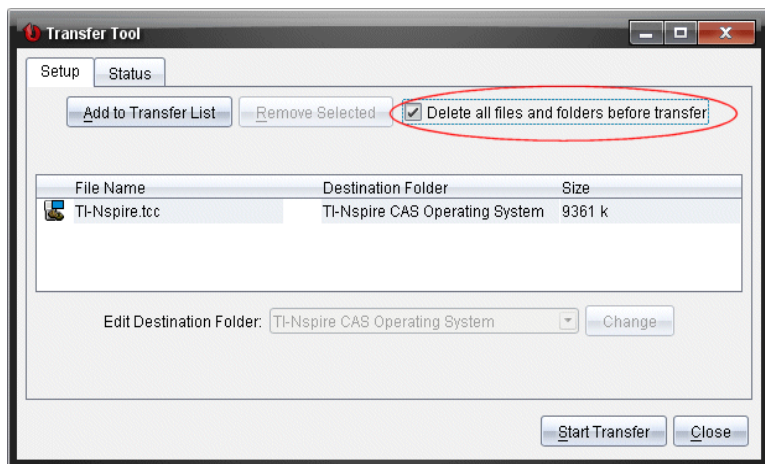 Transfer Tool
Setup Status
Add to Transfer List Remove Selected Delete all files and folders before transfer
File Name Destination Folder Size
TI-Nspire.tcc TI-Nspire CAS Operating System 9361 k
Edit Destination Folder: TI-Nspire CAS Operating System Change
Start Transfer Close